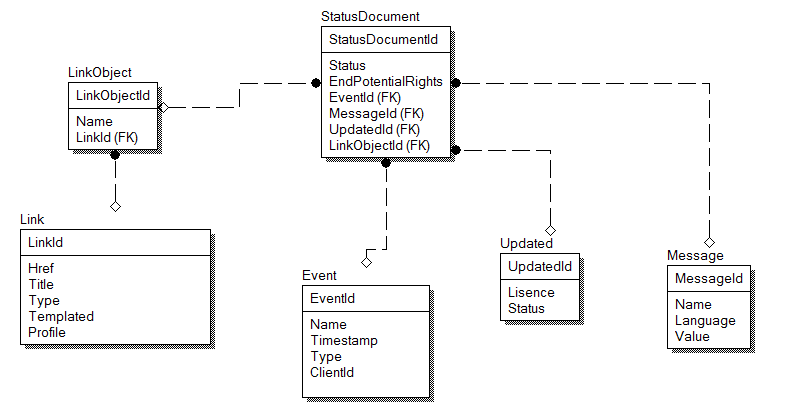 StatusDocument
StatusDocumentId
Status
EndPotentialRights
EventId (FK)
MessageId (FK)
UpdatedId (FK)
LinkObjectId (FK)
LinkObject
LinkObjectId
Name
LinkId (FK)
Link
LinkId
Href
Title
Type
Templated
Profile
Event
EventId
Name
Timestamp
Type
ClientId
Updated
UpdatedId
Lisence
Status
Message
MessageId
Name
Language
Value